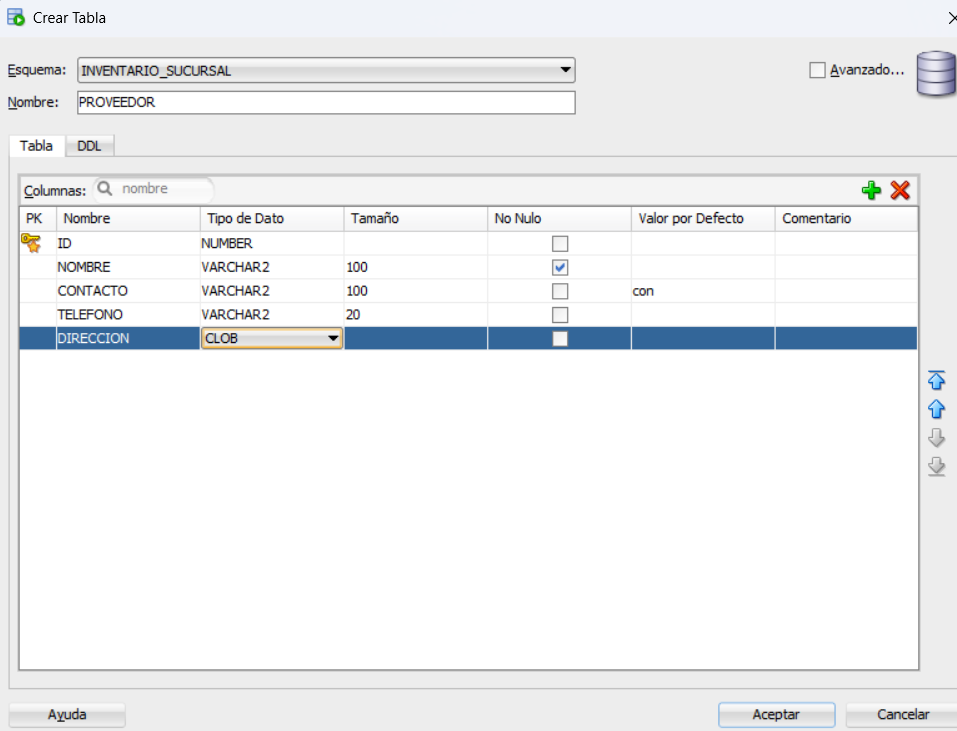 Crear Tabla
Esquema: INVENTARIO_SUCURSAL Avanzado...
Nombre: PROVEEDOR
Tabla DDL
Columnas: nombre
PK Nombre Tipo de Dato Tamaño No Nulo Valor por Defecto Comentario
ID NUMBER
NOMBRE VARCHAR2 100
CONTACTO VARCHAR2 100 con
TELEFONO VARCHAR2 20
DIRECCION CLOB
Ayuda Aceptar Cancelar